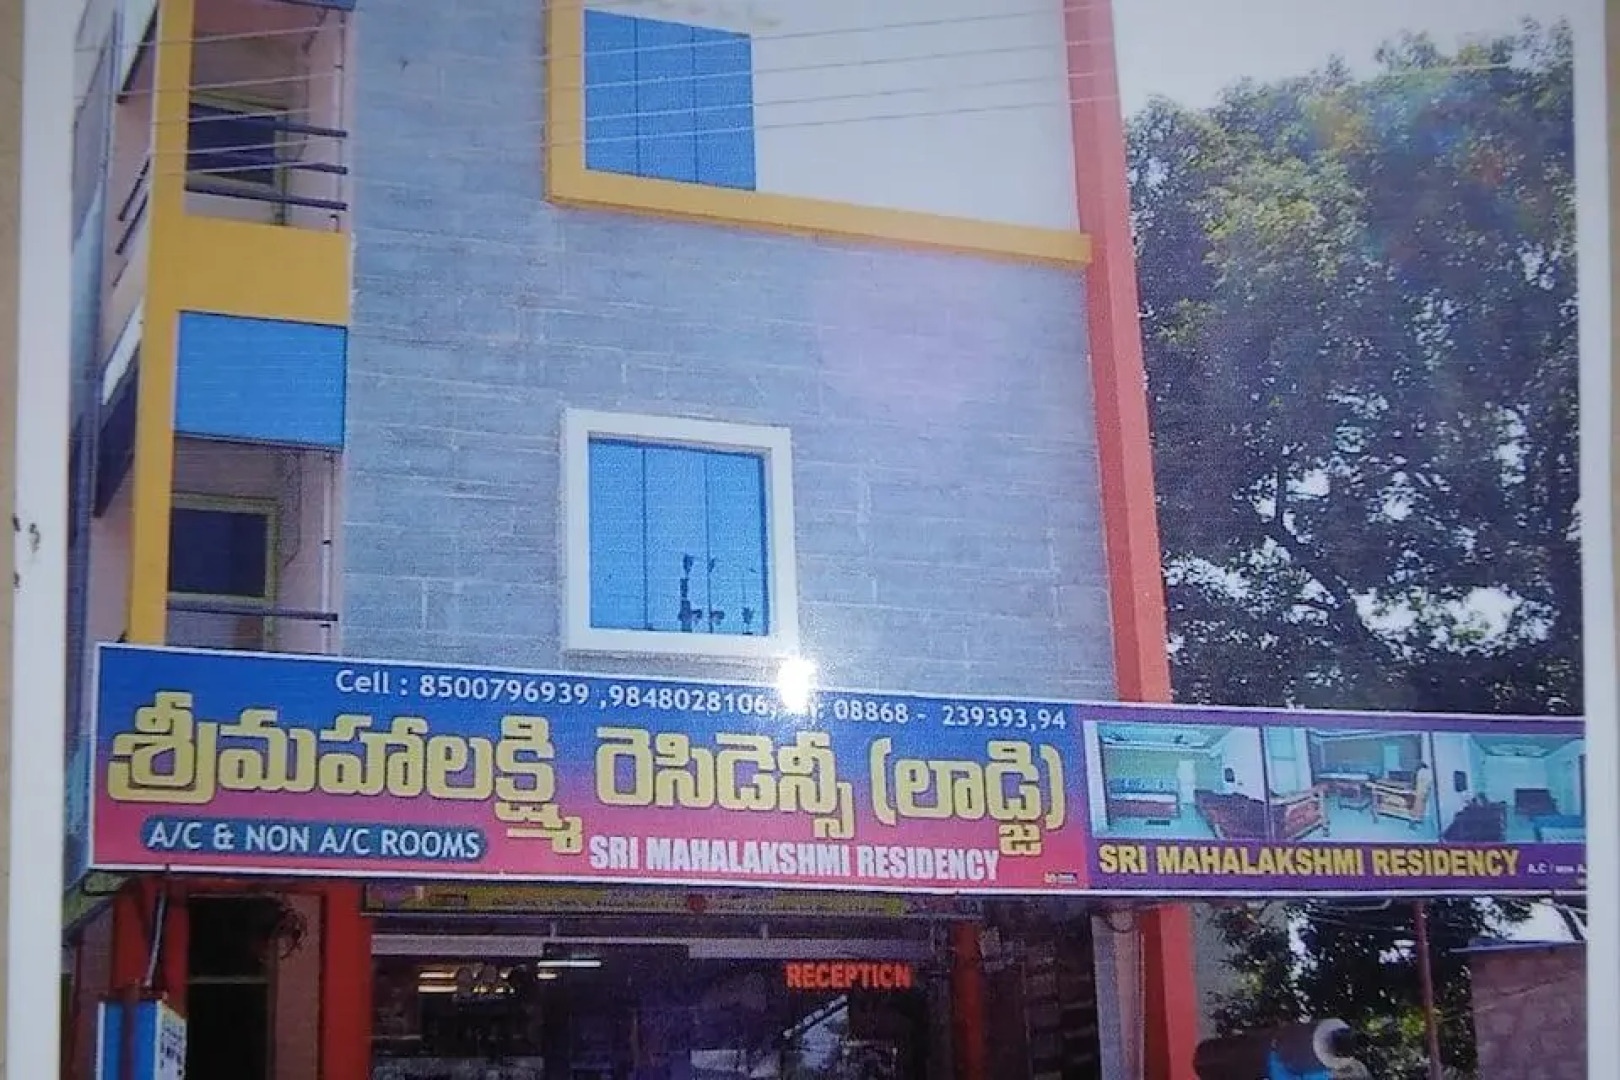 Cell : 8500796939 ,9848028106, : 08868 - 239393,94
శ్రీమహాలక్ష్మి రెసిడెన్సీ (లాడ్జి)
A/C & NON A/C ROOMS
SRI MAHALAKSHMI RESIDENCY
SRI MAHALAKSHMI RESIDENCY
RECEPTION